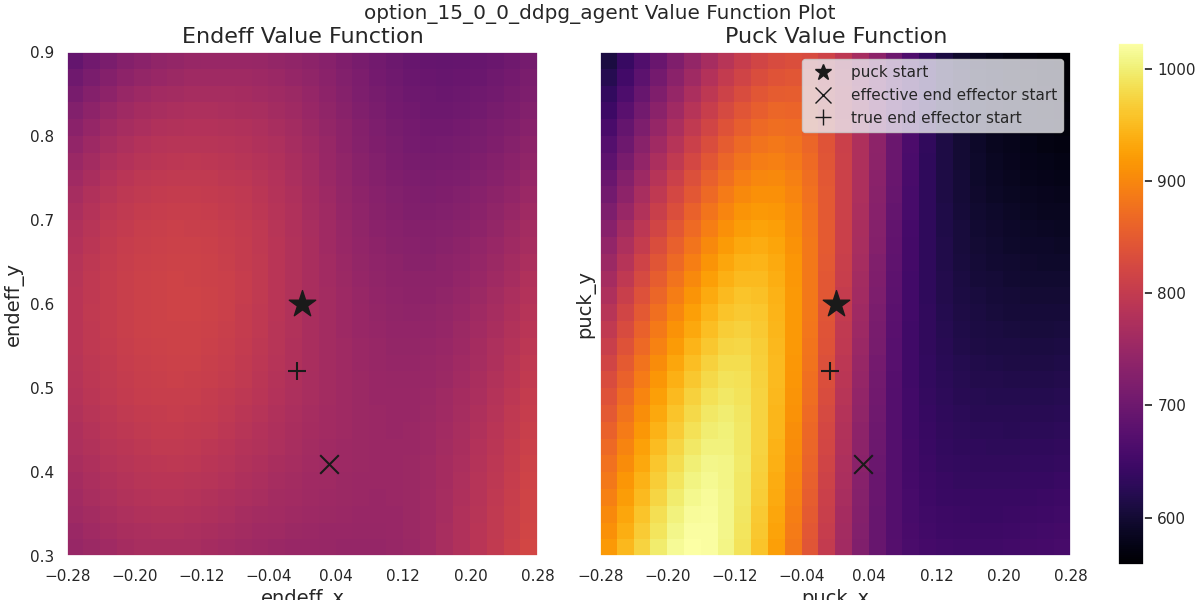 option_15_0_0_ddpg_agent Value Function Plot
Endeff Value Function
Puck Value Function
puck start
effective end effector start
true end effector start
0.9
0.8
0.7
0.6
0.5
0.4
0.3
endeff_y
−0.28 −0.20 −0.12 −0.04 0.04 0.12 0.20 0.28
endeff_x
puck_y
−0.28 −0.20 −0.12 −0.04 0.04 0.12 0.20 0.28
puck_x
1000
900
800
700
600